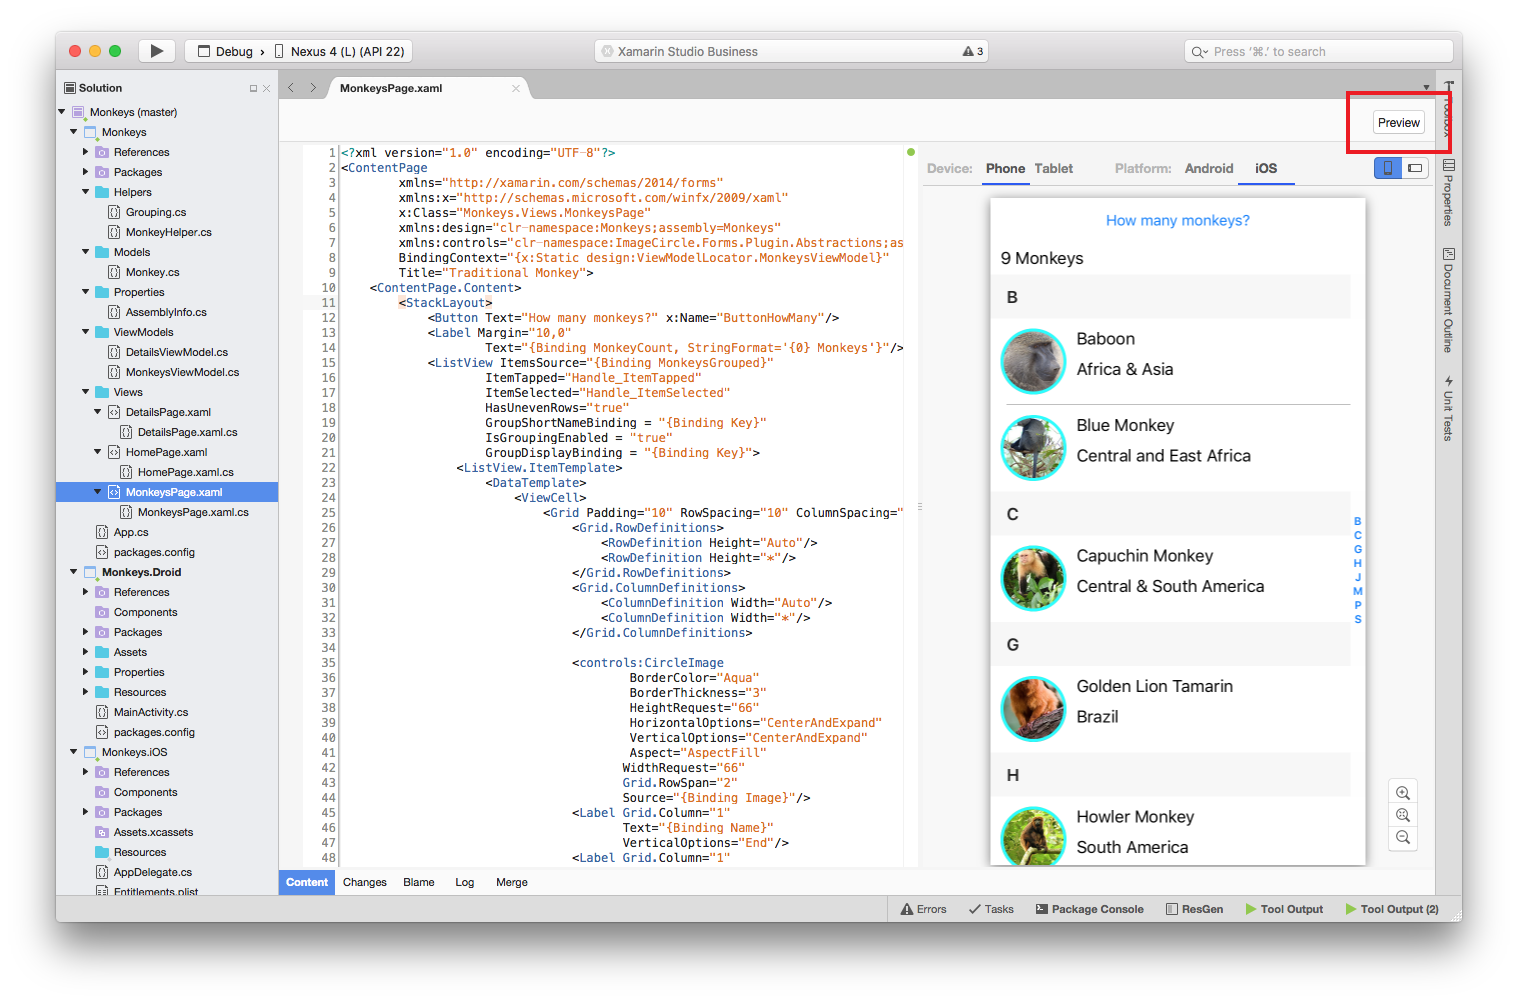 Debug › Nexus 4 (L) (API 22)
Xamarin Studio Business
3
Press ‘⌘.’ to search
Solution
Monkeys (master)
Monkeys
References
Packages
Helpers
Grouping.cs
MonkeyHelper.cs
Models
Monkey.cs
Properties
AssemblyInfo.cs
ViewModels
DetailsViewModel.cs
MonkeysViewModel.cs
Views
DetailsPage.xaml
DetailsPage.xaml.cs
HomePage.xaml
HomePage.xaml.cs
MonkeysPage.xaml
MonkeysPage.xaml.cs
App.cs
packages.config
Monkeys.Droid
References
Components
Packages
Assets
Properties
Resources
MainActivity.cs
packages.config
Monkeys.iOS
References
Components
Packages
Assets.xcassets
Resources
AppDelegate.cs
Entitlements.plist
MonkeysPage.xaml
Preview
1 <?xml version="1.0" encoding="UTF-8"?>
2 <ContentPage
3 xmlns="http://xamarin.com/schemas/2014/forms"
4 xmlns:x="http://schemas.microsoft.com/winfx/2009/xaml"
5 x:Class="Monkeys.Views.MonkeysPage"
6 xmlns:design="clr-namespace:Monkeys;assembly=Monkeys"
7 xmlns:controls="clr-namespace:ImageCircle.Forms.Plugin.Abstractions;as
8 BindingContext="{x:Static design:ViewModelLocator.MonkeysViewModel}"
9 Title="Traditional Monkey">
10 <ContentPage.Content>
11 <StackLayout>
12 <Button Text="How many monkeys?" x:Name="ButtonHowMany"/>
13 <Label Margin="10,0"
14 Text="{Binding MonkeyCount, StringFormat='{0} Monkeys'}"/>
15 <ListView ItemsSource="{Binding MonkeysGrouped}"
16 ItemTapped="Handle_ItemTapped"
17 ItemSelected="Handle_ItemSelected"
18 HasUnevenRows="true"
19 GroupShortNameBinding = "{Binding Key}"
20 IsGroupingEnabled = "true"
21 GroupDisplayBinding = "{Binding Key}">
22 <ListView.ItemTemplate>
23 <DataTemplate>
24 <ViewCell>
25 <Grid Padding="10" RowSpacing="10" ColumnSpacing="
26 <Grid.RowDefinitions>
27 <RowDefinition Height="Auto"/>
28 <RowDefinition Height="*"/>
29 </Grid.RowDefinitions>
30 <Grid.ColumnDefinitions>
31 <ColumnDefinition Width="Auto"/>
32 <ColumnDefinition Width="*"/>
33 </Grid.ColumnDefinitions>
34
35 <controls:CircleImage
36 BorderColor="Aqua"
37 BorderThickness="3"
38 HeightRequest="66"
39 HorizontalOptions="CenterAndExpand"
40 VerticalOptions="CenterAndExpand"
41 Aspect="AspectFill"
42 WidthRequest="66"
43 Grid.RowSpan="2"
44 Source="{Binding Image}"/>
45 <Label Grid.Column="1"
46 Text="{Binding Name}"
47 VerticalOptions="End"/>
48 <Label Grid.Column="1"
Device: Phone Tablet Platform: Android iOS
How many monkeys?
9 Monkeys
B
Baboon
Africa & Asia
Blue Monkey
Central and East Africa
C
Capuchin Monkey
Central & South America
G
Golden Lion Tamarin
Brazil
H
Howler Monkey
South America
B
C
G
H
J
M
P
S
Toolbox
Properties
Document Outline
Unit Tests
Content Changes Blame Log Merge
Errors Tasks Package Console ResGen Tool Output Tool Output (2)